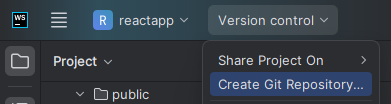 WS
R reactapp Version control
Project
Share Project On
Create Git Repository...
public